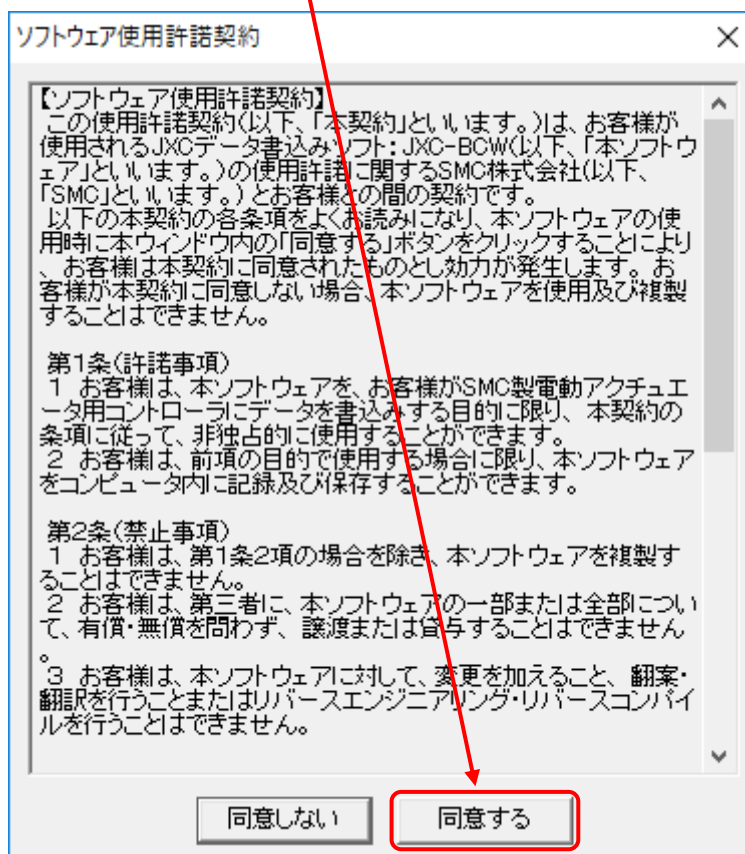 ソフトウェア使用許諾契約
【ソフトウェア使用許諾契約】
この使用許諾契約(以下、「本契約」といいます。)は、お客様が
使用されるJXCデータ書込みソフト:JXC-BCW(以下、「本ソフトウ
ェア」といいます。)の使用許諾に関するSMC株式会社(以下、
「SMC」といいます。)とお客様との間の契約です。
以下の本契約の各条項をよくお読みになり、本ソフトウェアの使
用時に本ウィンドウ内の「同意する」ボタンをクリックすることにより
、お客様は本契約に同意されたものとし効力が発生します。お
客様が本契約に同意しない場合、本ソフトウェアを使用及び複製
することはできません。
第1条(許諾事項)
1 お客様は、本ソフトウェアを、お客様がSMC製電動アクチュエ
ータ用コントローラにデータを書込みする目的に限り、本契約の
条項に従って、非独占的に使用することができます。
2 お客様は、前項の目的で使用する場合に限り、本ソフトウェア
をコンピュータ内に記録及び保存することができます。
第2条(禁止事項)
1 お客様は、第1条2項の場合を除き、本ソフトウェアを複製す
ることはできません。
2 お客様は、第三者に、本ソフトウェアの一部または全部につい
て、有償・無償を問わず、譲渡または貸与することはできません
。
3 お客様は、本ソフトウェアに対して、変更を加えること、翻案・
翻訳を行うことまたはリバースエンジニアリング・リバースコンパイ
ルを行うことはできません。
同意しない
同意する